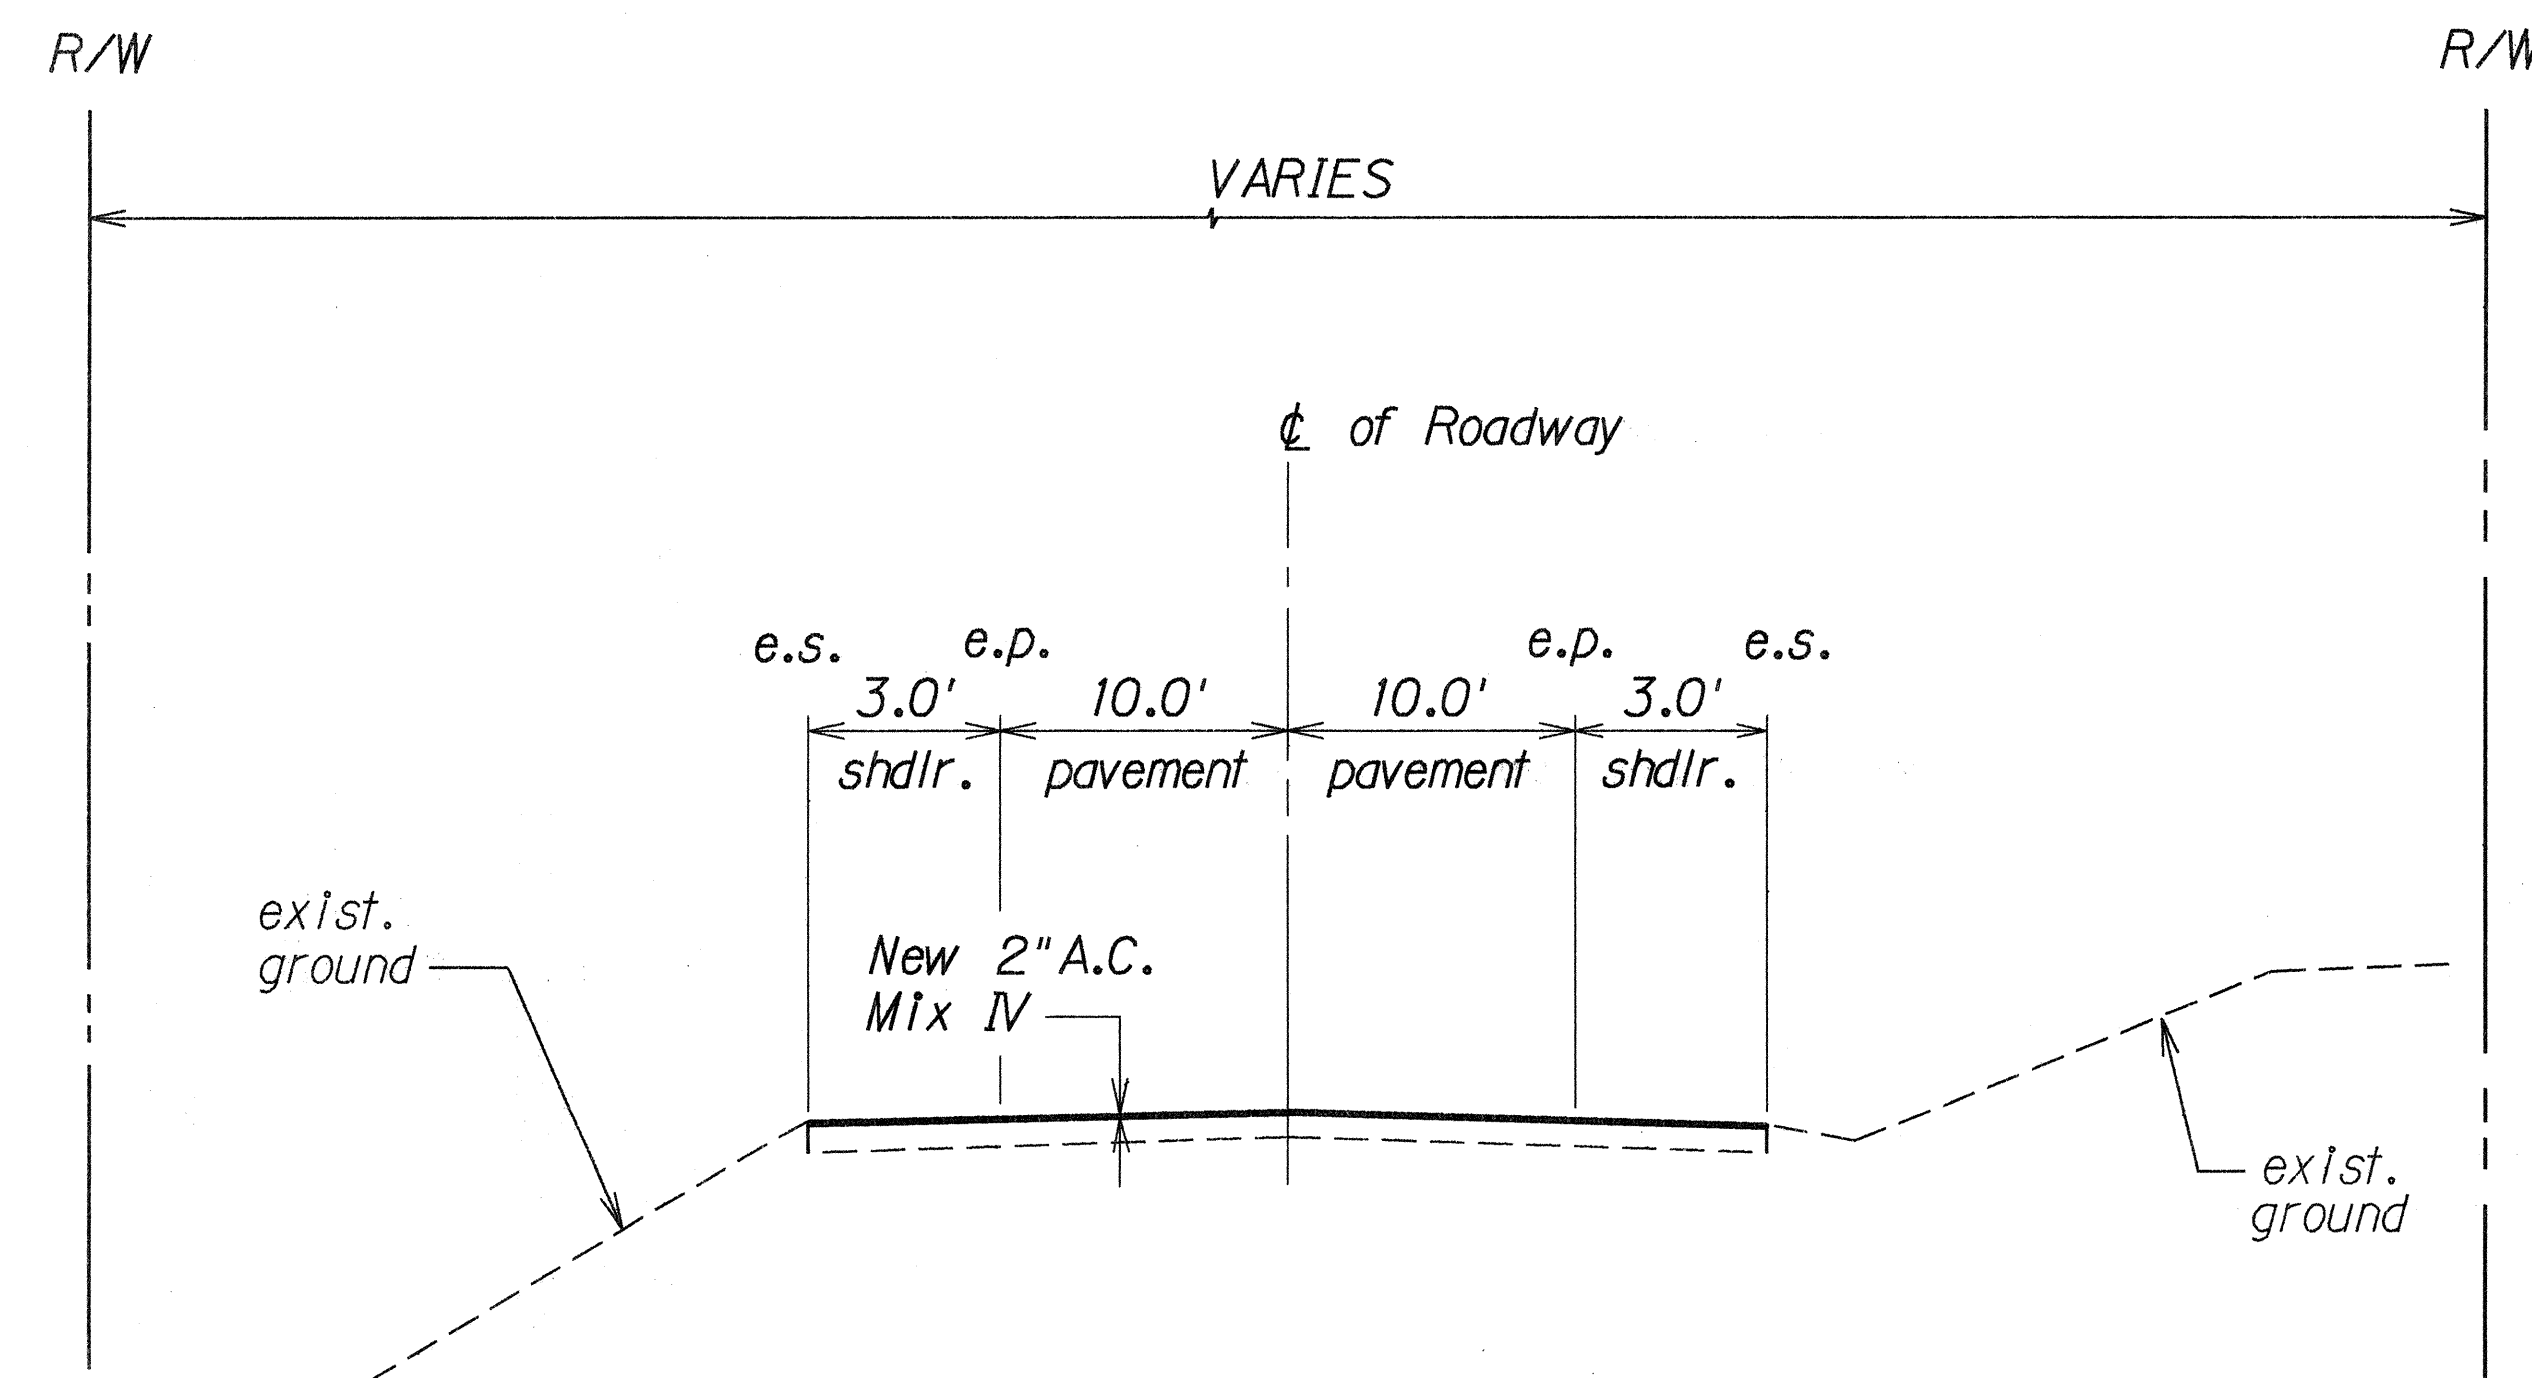 R/W
R/W
VARIES
℄ of Roadway
e.s.
e.p.
e.p.
e.s.
3.0'
10.0'
10.0'
3.0'
shdlr.
pavement
pavement
shdlr.
exist.
ground
New 2" A.C.
Mix IV
exist.
ground